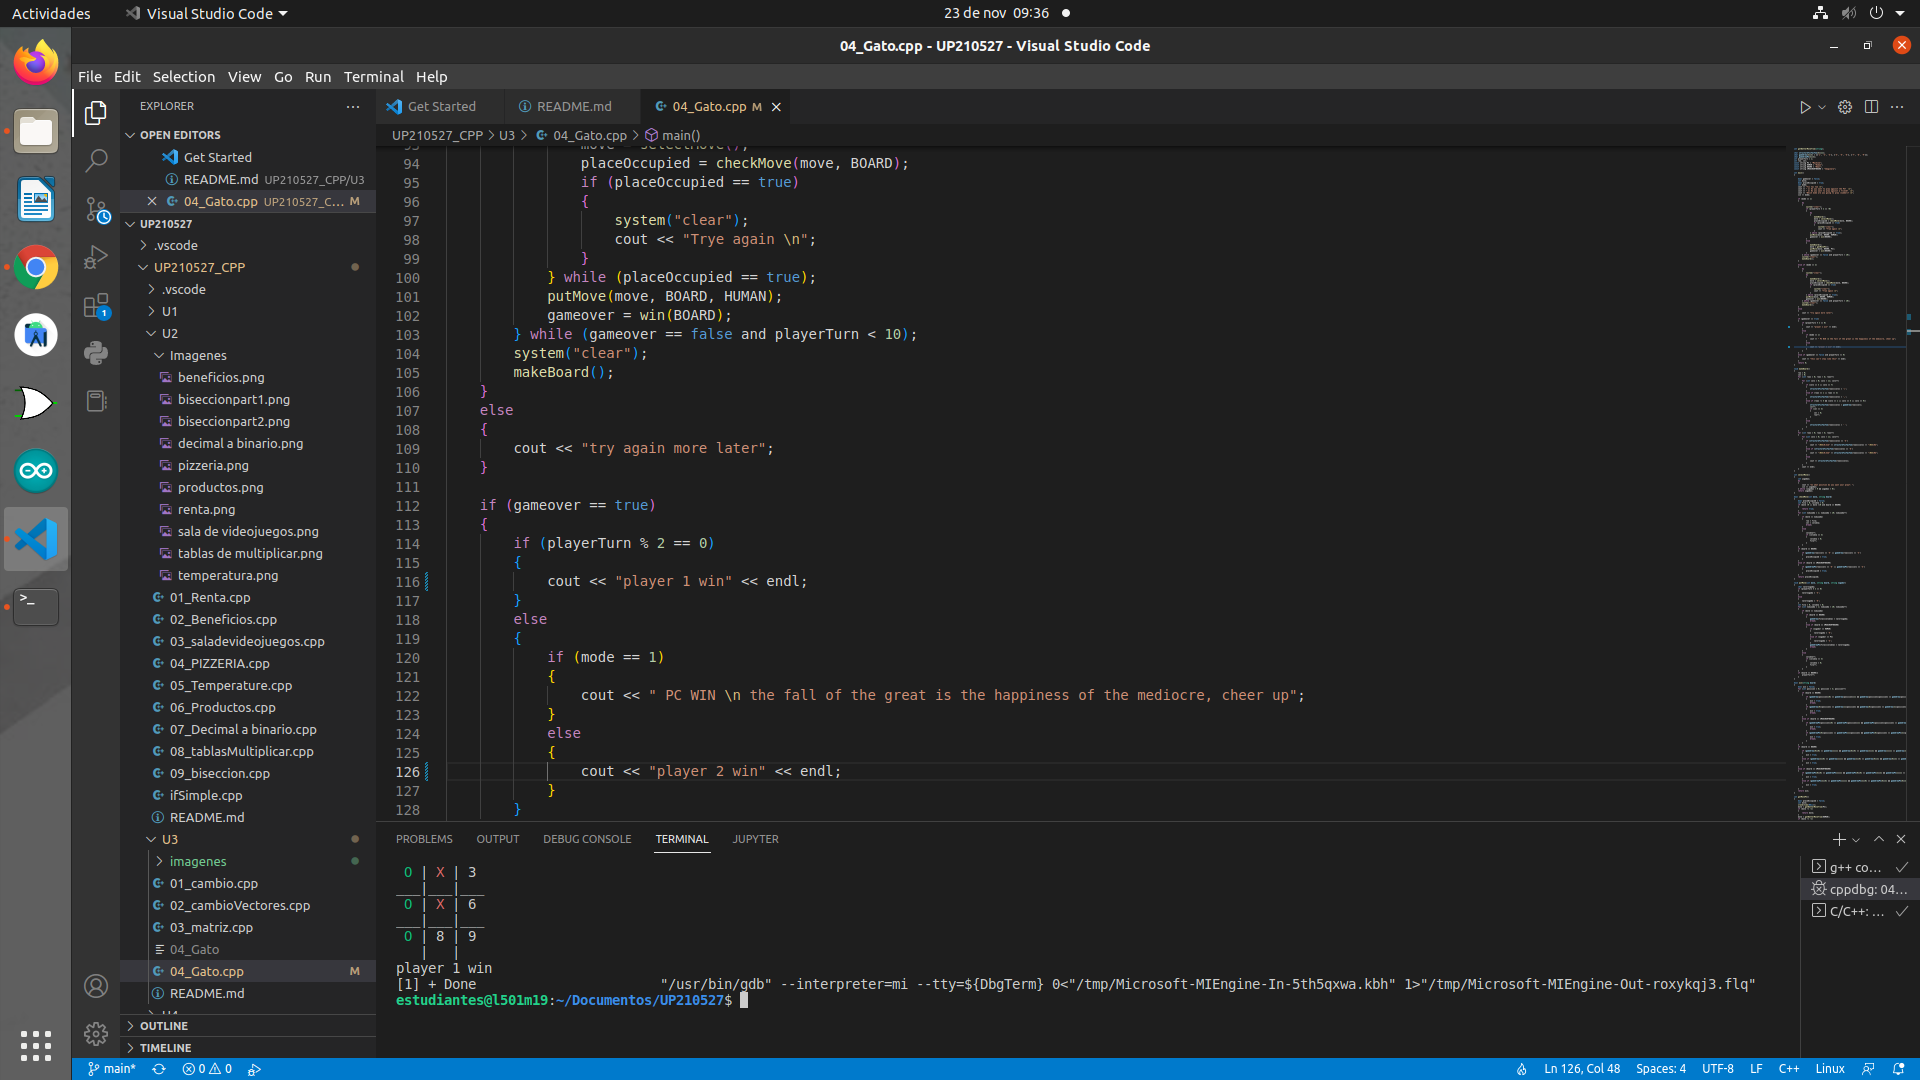 Actividades
Visual Studio Code
23 de nov 09:36
04_Gato.cpp - UP210527 - Visual Studio Code
File Edit Selection View Go Run Terminal Help
EXPLORER
OPEN EDITORS
Get Started
README.md UP210527_CPP/U3
04_Gato.cpp UP210527_C... M
UP210527
.vscode
UP210527_CPP
.vscode
U1
U2
Imagenes
beneficios.png
biseccionpart1.png
biseccionpart2.png
decimal a binario.png
pizzeria.png
productos.png
renta.png
sala de videojuegos.png
tablas de multiplicar.png
temperatura.png
01_Renta.cpp
02_Beneficios.cpp
03_saladevideojuegos.cpp
04_PIZZERIA.cpp
05_Temperature.cpp
06_Productos.cpp
07_Decimal a binario.cpp
08_tablasMultiplicar.cpp
09_biseccion.cpp
ifSimple.cpp
README.md
U3
imagenes
01_cambio.cpp
02_cambioVectores.cpp
03_matriz.cpp
04_Gato
04_Gato.cpp M
README.md
OUTLINE
TIMELINE
Get Started
README.md
04_Gato.cpp M
UP210527_CPP > U3 > 04_Gato.cpp > main()
94 placeOccupied = checkMove(move, BOARD);
95 if (placeOccupied == true)
96 {
97 system("clear");
98 cout << "Trye again \n";
99 }
100 } while (placeOccupied == true);
101 putMove(move, BOARD, HUMAN);
102 gameover = win(BOARD);
103 } while (gameover == false and playerTurn < 10);
104 system("clear");
105 makeBoard();
106 }
107 else
108 {
109 cout << "try again more later";
110 }
111
112 if (gameover == true)
113 {
114 if (playerTurn % 2 == 0)
115 {
116 cout << "player 1 win" << endl;
117 }
118 else
119 {
120 if (mode == 1)
121 {
122 cout << " PC WIN \n the fall of the great is the happiness of the mediocre, cheer up";
123 }
124 else
125 {
126 cout << "player 2 win" << endl;
127 }
128 }
PROBLEMS OUTPUT DEBUG CONSOLE TERMINAL JUPYTER
O | X | 3
___|___|___
O | X | 6
___|___|___
O | 8 | 9
| |
player 1 win
[1] + Done "/usr/bin/gdb" --interpreter=mi --tty=${DbgTerm} 0<"/tmp/Microsoft-MIEngine-In-5th5qxwa.kbh" 1>"/tmp/Microsoft-MIEngine-Out-roxykqj3.flq"
estudiantes@l501m19:~/Documentos/UP210527$
g++ co...
cppdbg: 04...
C/C++: ...
main* 0 0
Ln 126, Col 48 Spaces: 4 UTF-8 LF C++ Linux